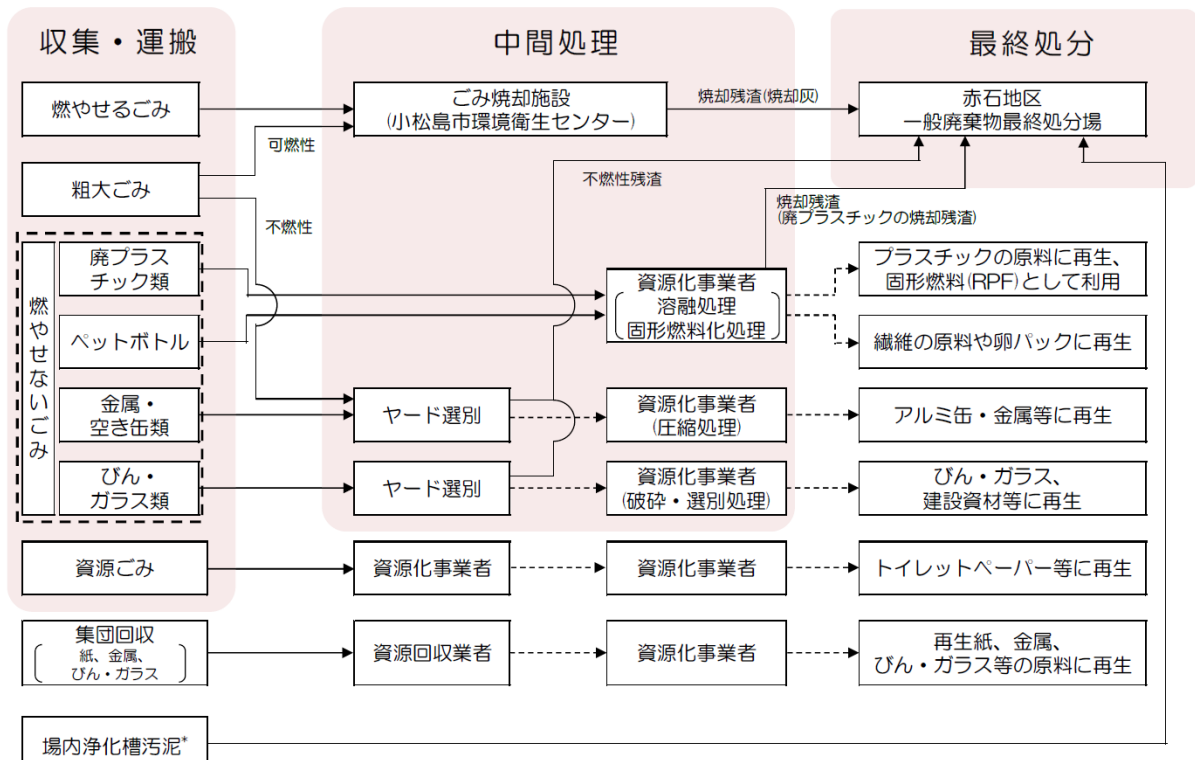 収集・運搬
中間処理
最終処分
燃やせるごみ
ごみ焼却施設
(小松島市環境衛生センター)
焼却残渣(焼却灰)
赤石地区
一般廃棄物最終処分場
可燃性
粗大ごみ
不燃性
不燃性残渣
焼却残渣
(廃プラスチックの焼却残渣)
燃やせないごみ
廃プラス
チック類
資源化事業者
溶融処理
固形燃料化処理
プラスチックの原料に再生、
固形燃料(RPF)として利用
ペットボトル
繊維の原料や卵パックに再生
金属・
空き缶類
ヤード選別
資源化事業者
(圧縮処理)
アルミ缶・金属等に再生
びん・
ガラス類
ヤード選別
資源化事業者
(破砕・選別処理)
びん・ガラス、
建設資材等に再生
資源ごみ
資源化事業者
資源化事業者
トイレットペーパー等に再生
集団回収
紙、金属、
びん・ガラス
資源回収業者
資源化事業者
再生紙、金属、
びん・ガラス等の原料に再生
場内浄化槽汚泥*